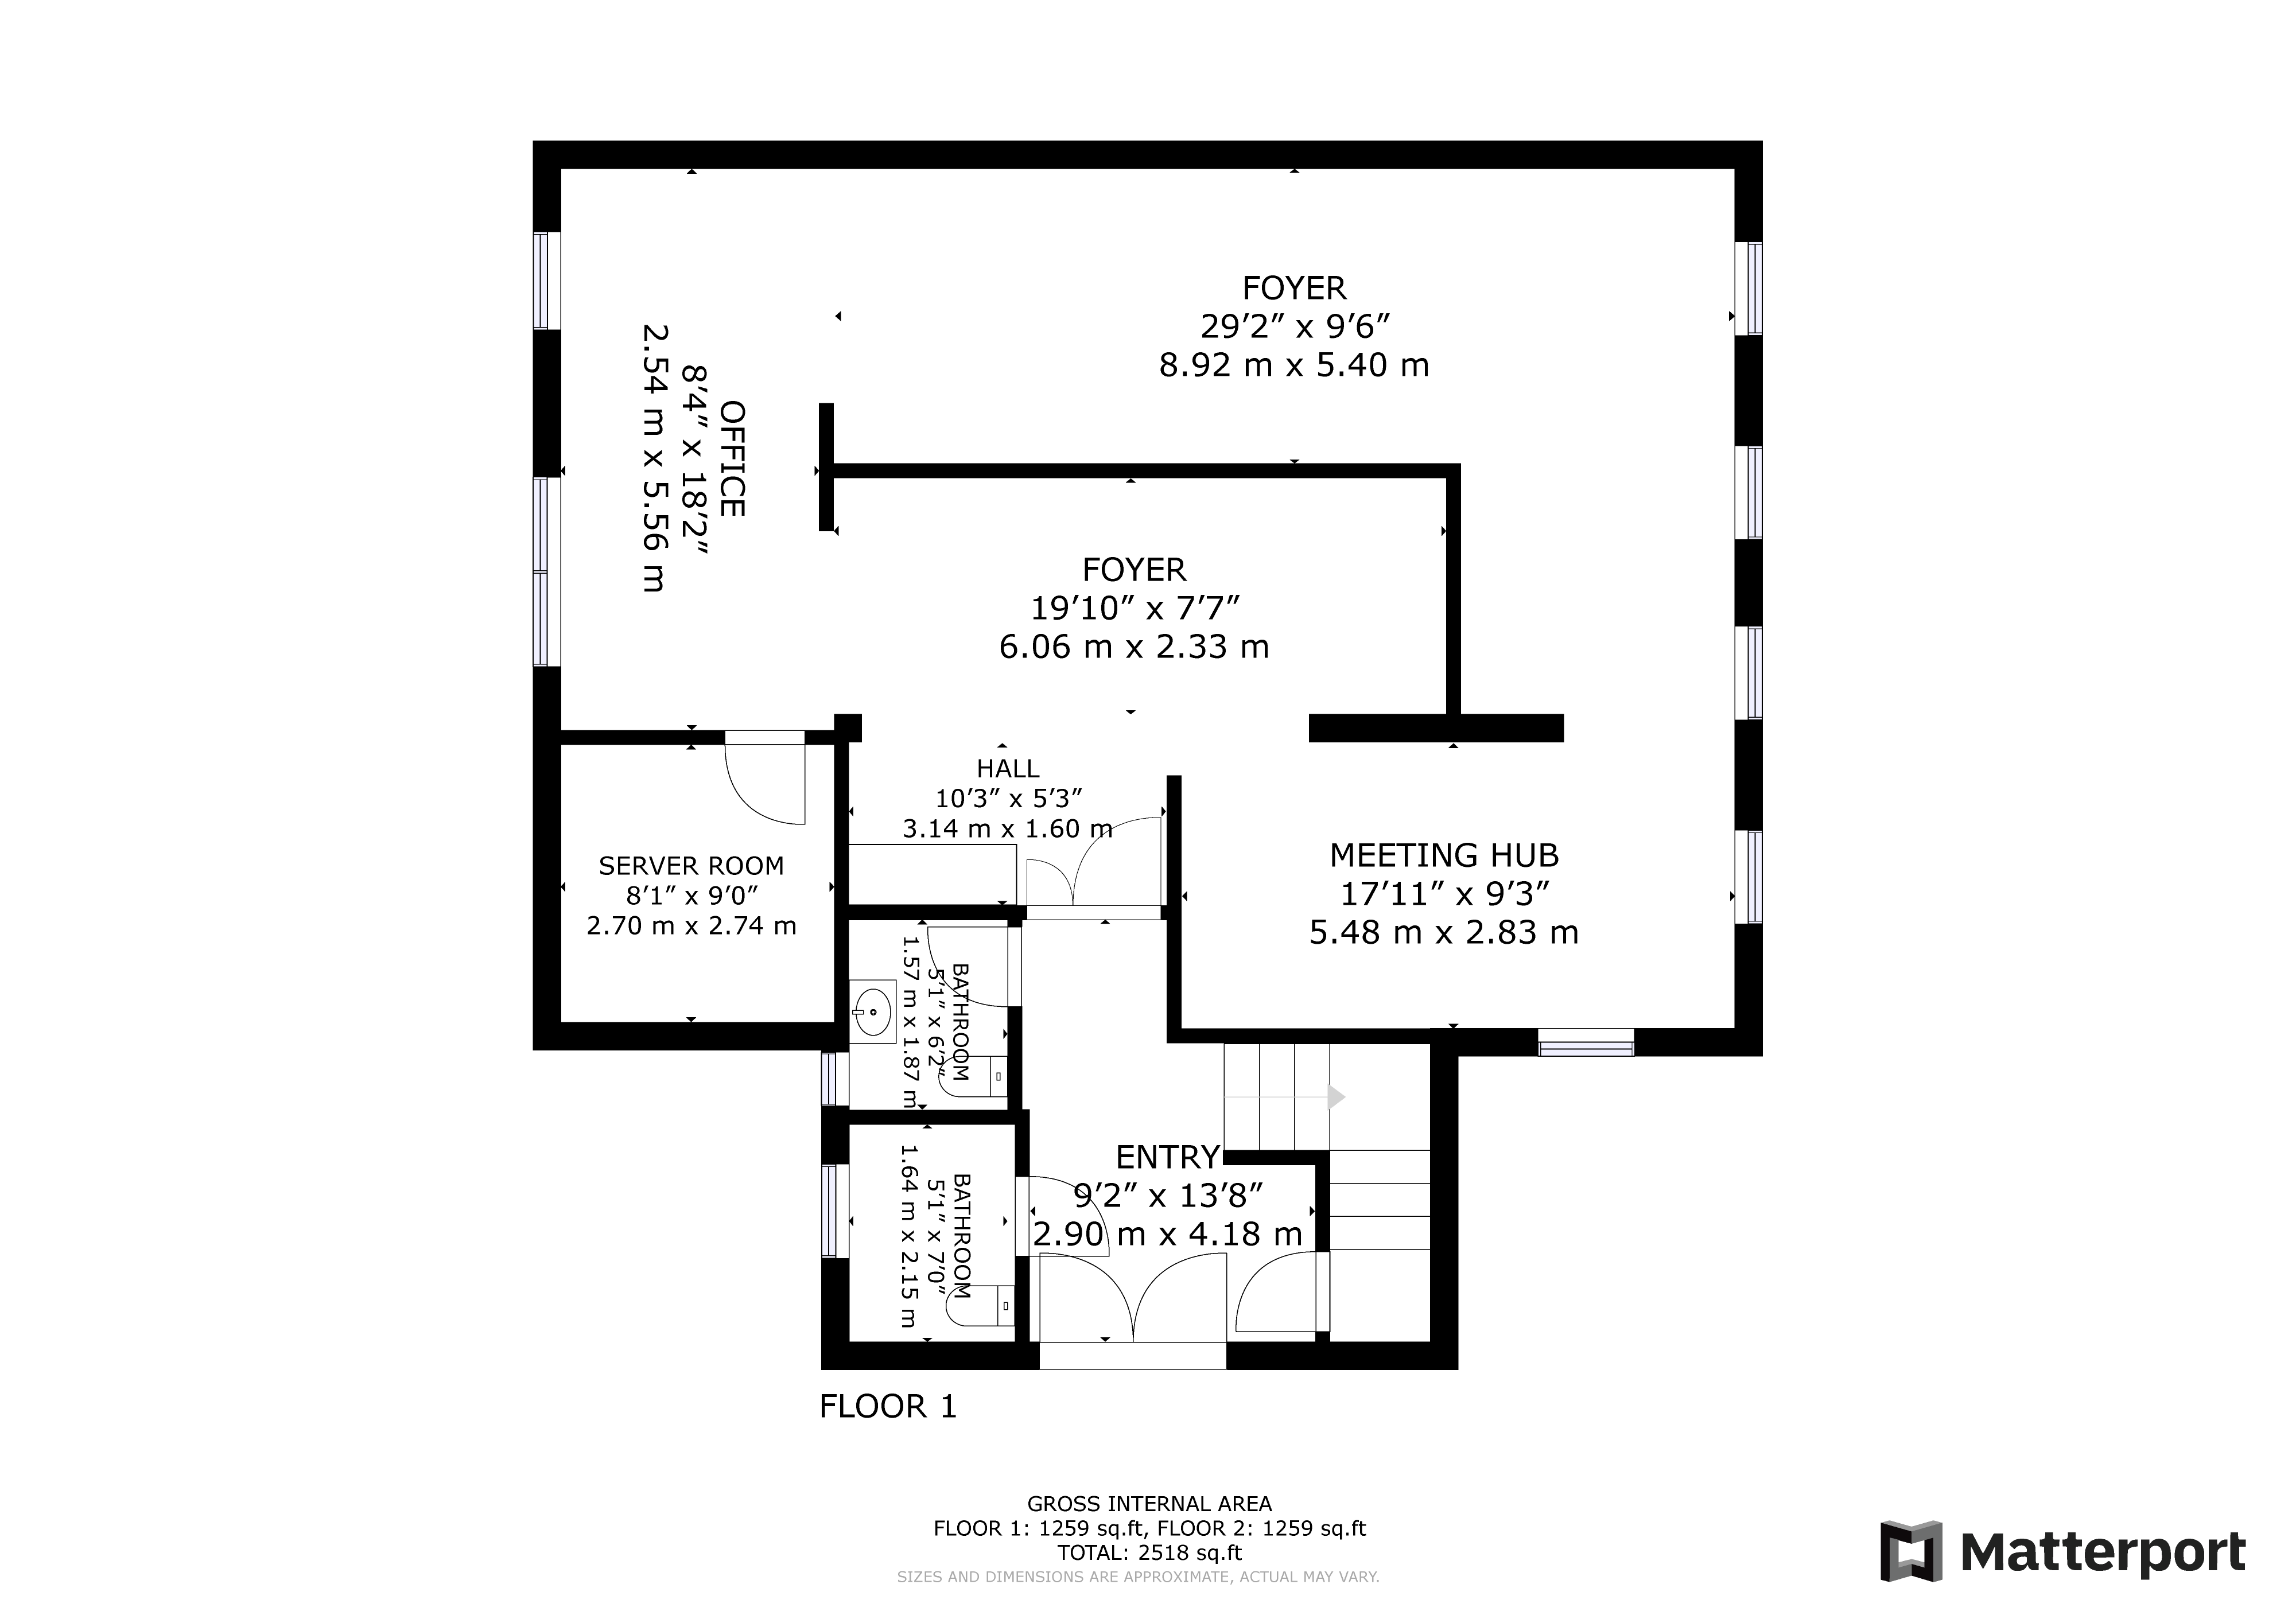 FOYER
29'2" x 9'6"
8.92 m x 5.40 m
OFFICE
8'4" x 18'2"
2.54 m x 5.56 m
FOYER
19'10" x 7'7"
6.06 m x 2.33 m
HALL
10'3" x 5'3"
3.14 m x 1.60 m
SERVER ROOM
8'1" x 9'0"
2.70 m x 2.74 m
MEETING HUB
17'11" x 9'3"
5.48 m x 2.83 m
BATHROOM
5'1" x 6'2"
1.57 m x 1.87 m
ENTRY
9'2" x 13'8"
2.90 m x 4.18 m
BATHROOM
5'1" x 7'0"
1.64 m x 2.15 m
FLOOR 1
GROSS INTERNAL AREA
FLOOR 1: 1259 sq.ft, FLOOR 2: 1259 sq.ft
TOTAL: 2518 sq.ft
SIZES AND DIMENSIONS ARE APPROXIMATE, ACTUAL MAY VARY.
Matterport